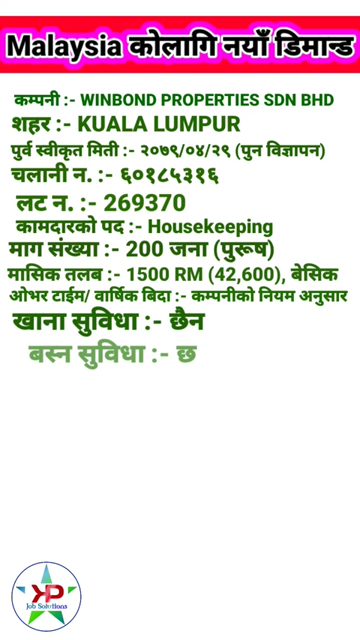 Malaysia कोलागि नयाँ डिमान्ड
कम्पनी :- WINBOND PROPERTIES SDN BHD
शहर :- KUALA LUMPUR
पुर्व स्वीकृत मिती :- २०७९/०४/२९ (पुन विज्ञापन)
चलानी न. :- ६०१८५३१६
लट न. :- 269370
कामदारको पद :- Housekeeping
माग संख्या :- 200 जना (पुरूष)
मासिक तलब :- 1500 RM (42,600), बेसिक
ओभर टाईम/ वार्षिक बिदा :- कम्पनीको नियम अनुसार
खाना सुविधा :- छैन
बस्न सुविधा :- छ
KP
Job Solutions